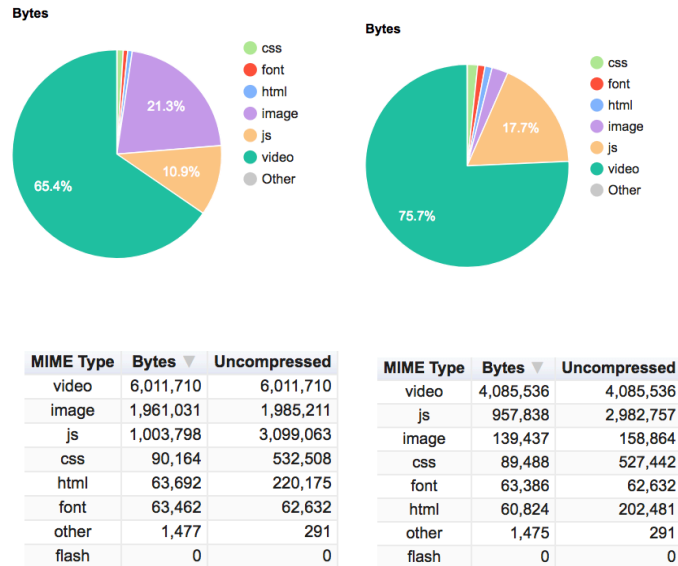 Bytes
css
font
html
image
js
video
Other
21.3%
10.9%
65.4%
Bytes
css
font
html
image
js
video
Other
17.7%
75.7%
MIME Type Bytes ▼ Uncompressed
video 6,011,710 6,011,710
image 1,961,031 1,985,211
js 1,003,798 3,099,063
css 90,164 532,508
html 63,692 220,175
font 63,462 62,632
other 1,477 291
flash 0 0
MIME Type Bytes ▼ Uncompressed
video 4,085,536 4,085,536
js 957,838 2,982,757
image 139,437 158,864
css 89,488 527,442
font 63,386 62,632
html 60,824 202,481
other 1,475 291
flash 0 0